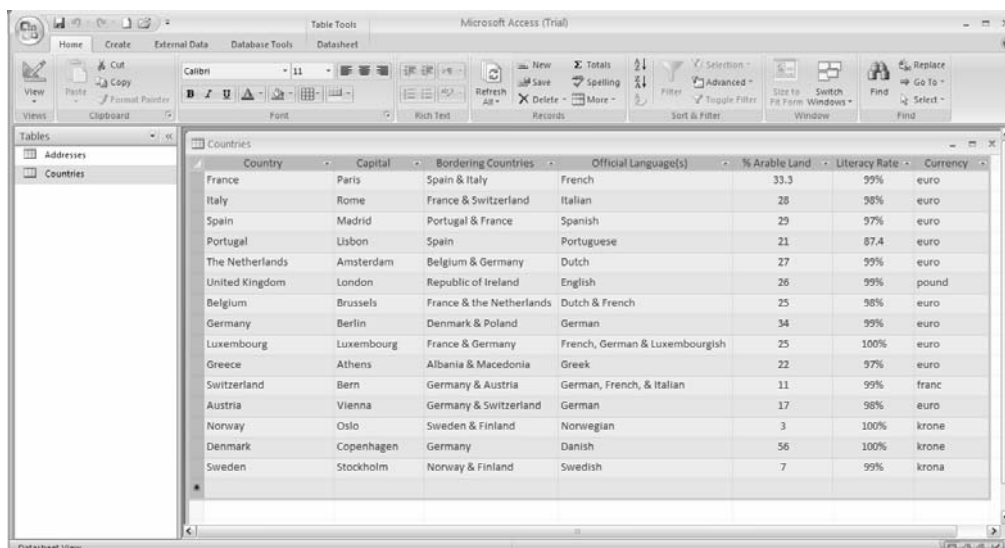 Table Tools
Microsoft Access (Trial)
Home Create External Data Database Tools Datasheet
View
Views
Paste
Cut
Copy
Format Painter
Clipboard
Calibri 11
B I U A
Font
Rich Text
Refresh All
New
Save
Delete
Totals
Spelling
More
Records
Filter
Selection
Advanced
Toggle Filter
Sort & Filter
Size to Fit Form
Switch Windows
Window
Find
Replace
Go To
Select
Find
Tables
Addresses
Countries
Countries
Country Capital Bordering Countries Official Language(s) % Arable Land Literacy Rate Currency
France Paris Spain & Italy French 33.3 99% euro
Italy Rome France & Switzerland Italian 28 98% euro
Spain Madrid Portugal & France Spanish 29 97% euro
Portugal Lisbon Spain Portuguese 21 87.4 euro
The Netherlands Amsterdam Belgium & Germany Dutch 27 99% euro
United Kingdom London Republic of Ireland English 26 99% pound
Belgium Brussels France & the Netherlands Dutch & French 25 98% euro
Germany Berlin Denmark & Poland German 34 99% euro
Luxembourg Luxembourg France & Germany French, German & Luxembourgish 25 100% euro
Greece Athens Albania & Macedonia Greek 22 97% euro
Switzerland Bern Germany & Austria German, French, & Italian 11 99% franc
Austria Vienna Germany & Switzerland German 17 98% euro
Norway Oslo Sweden & Finland Norwegian 3 100% krone
Denmark Copenhagen Germany Danish 56 100% krone
Sweden Stockholm Norway & Finland Swedish 7 99% krona
Datasheet View